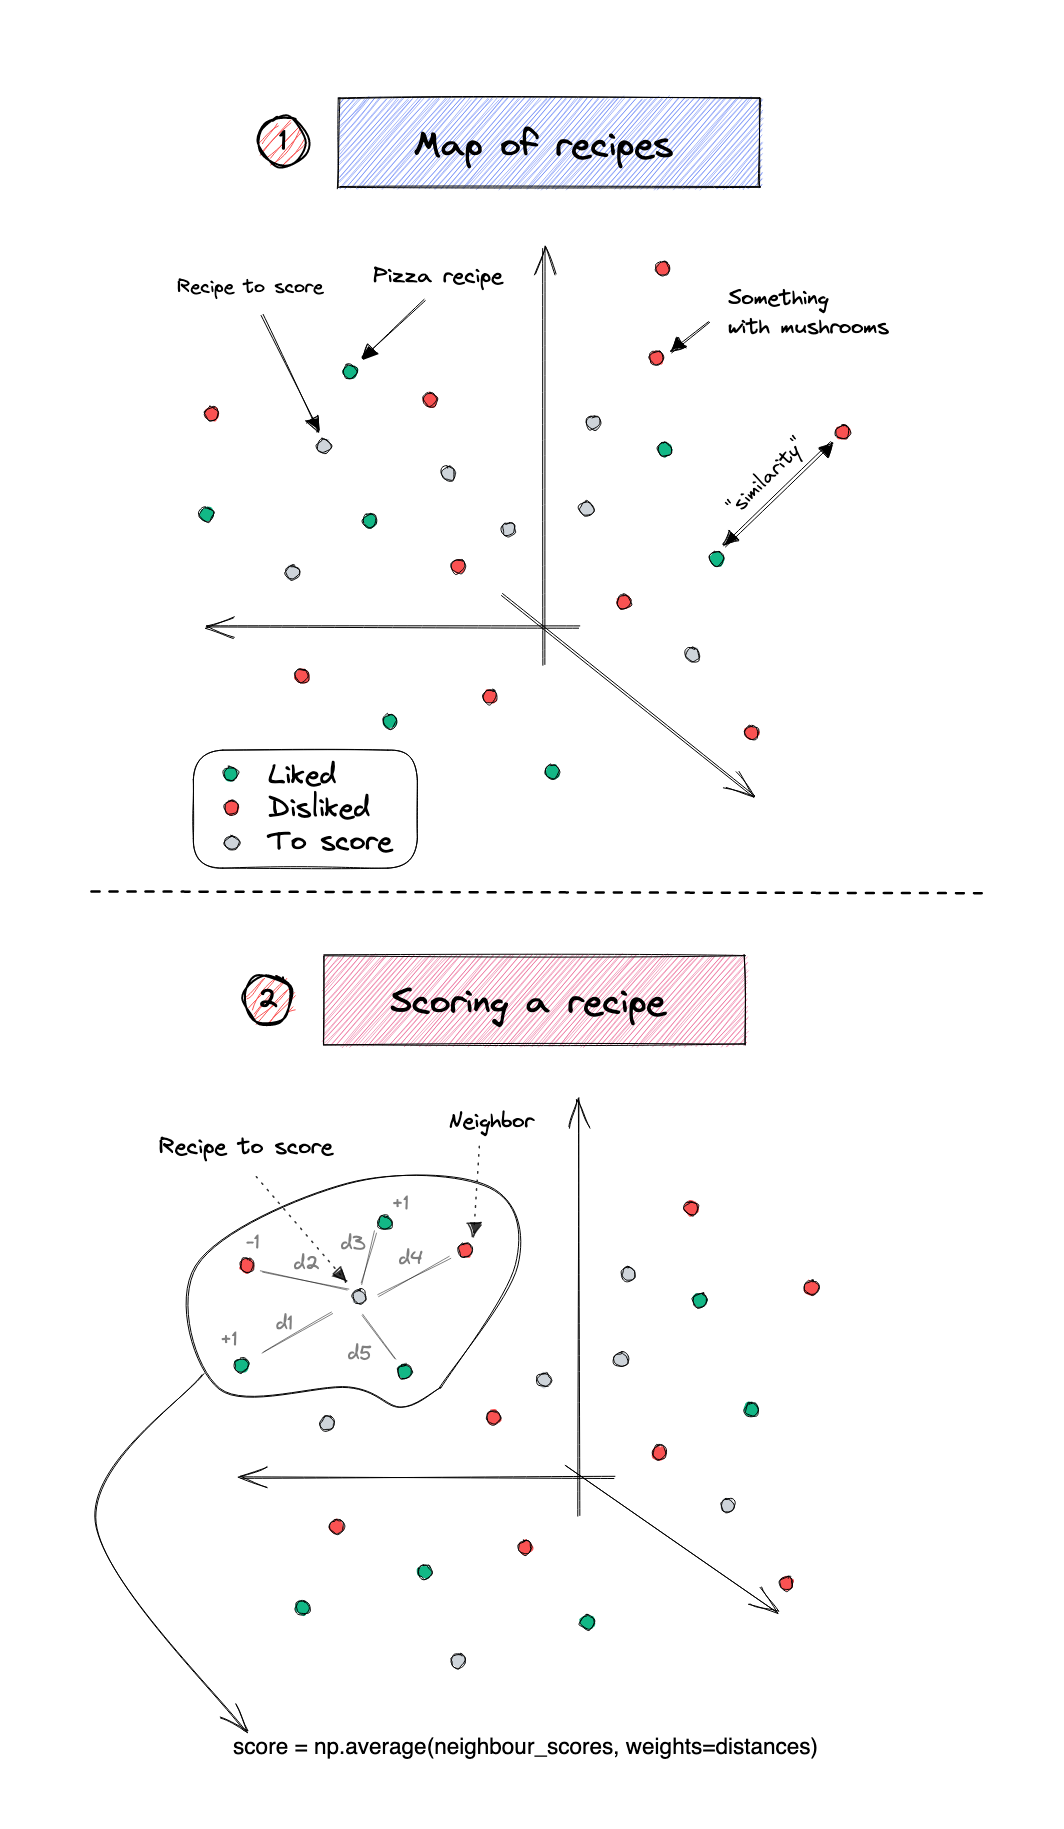 1
Map of recipes
Recipe to score
Pizza recipe
Something
with mushrooms
"similarity"
Liked
Disliked
To score
2
Scoring a recipe
Neighbor
Recipe to score
+1
-1
d3
d2
d4
d1
+1
d5
score = np.average(neighbour_scores, weights=distances)